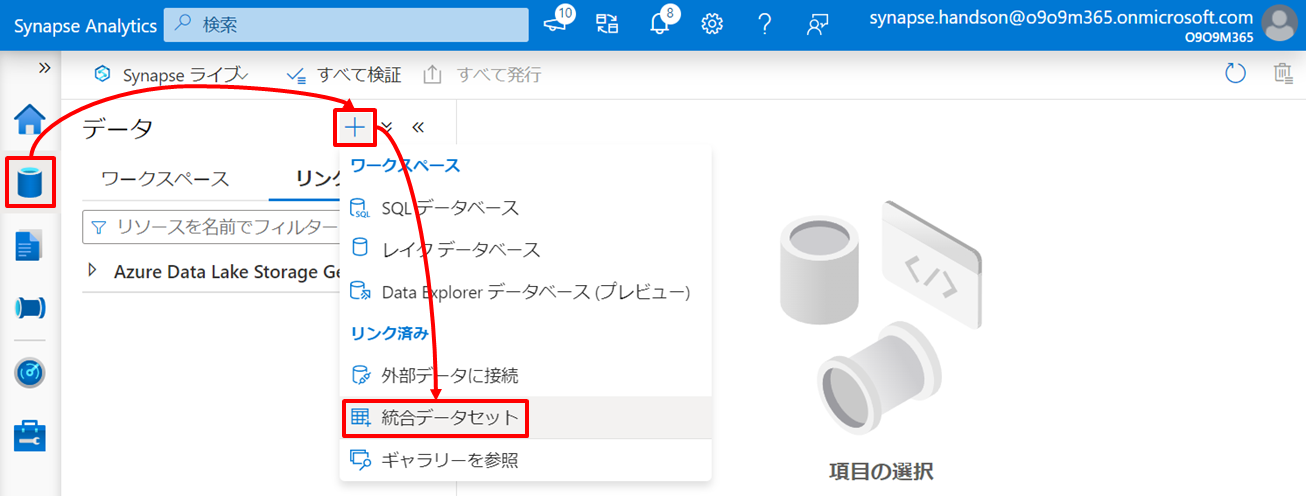 Synapse Analytics
検索
10
8
synapse.handson@o9o9m365.onmicrosoft.com
O9O9M365
Synapse ライブ
すべて検証
すべて発行
データ
ワークスペース
リンク
リソースを名前でフィルター
Azure Data Lake Storage Ge
ワークスペース
SQL データベース
レイク データベース
Data Explorer データベース (プレビュー)
リンク済み
外部データに接続
統合データセット
ギャラリーを参照
項目の選択